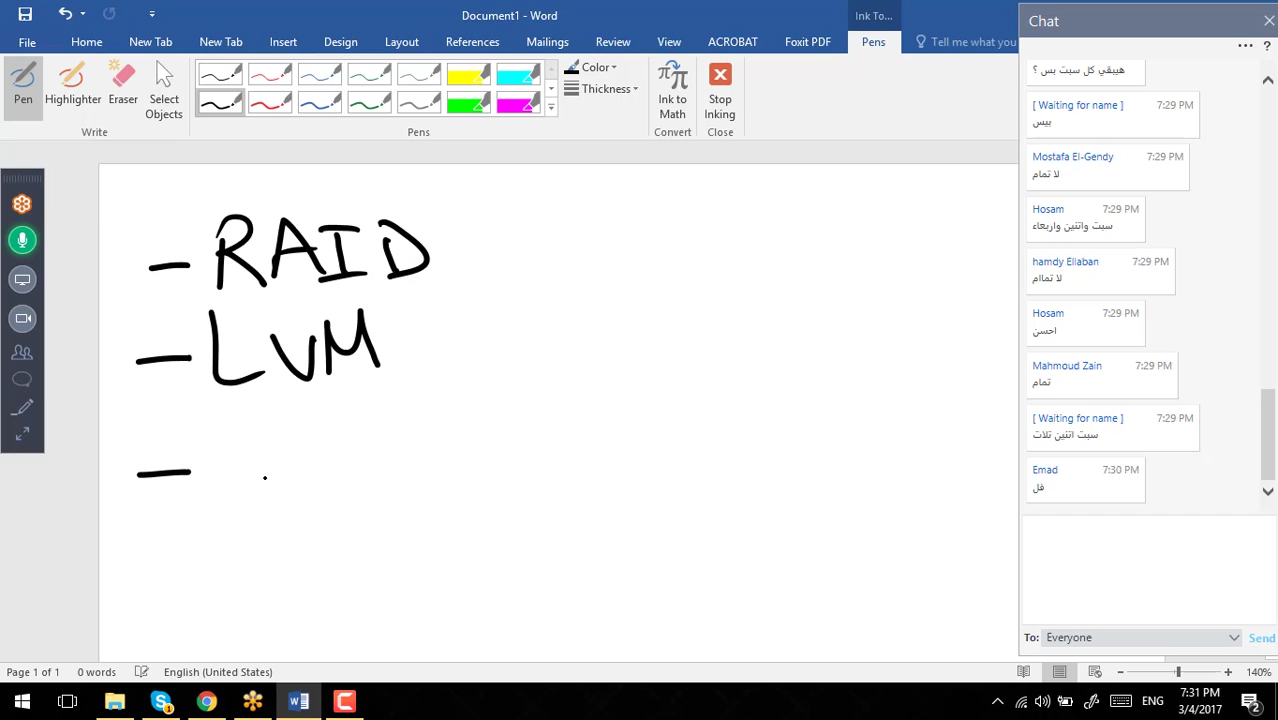 Document1 - Word
Ink To...
File
Home
New Tab
New Tab
Insert
Design
Layout
References
Mailings
Review
View
ACROBAT
Foxit PDF
Pens
Tell me what you
Pen
Highlighter
Eraser
Select
Objects
Color
Thickness
Ink to
Math
Stop
Inking
Write
Pens
Convert
Close
- RAID
- LVM
-
Chat
هيبقي كل سبت بس ؟
[ Waiting for name ] 7:29 PM
بيس
Mostafa El-Gendy 7:29 PM
لا تمام
Hosam 7:29 PM
سبت واتنين واربعاء
hamdy Ellaban 7:29 PM
لا تماام
Hosam 7:29 PM
احسن
Mahmoud Zain 7:29 PM
تمام
[ Waiting for name ] 7:29 PM
سبت اتنين تلات
Emad 7:30 PM
فل
To: Everyone Send
Page 1 of 1 0 words English (United States) 140%
ENG 7:31 PM
3/4/2017